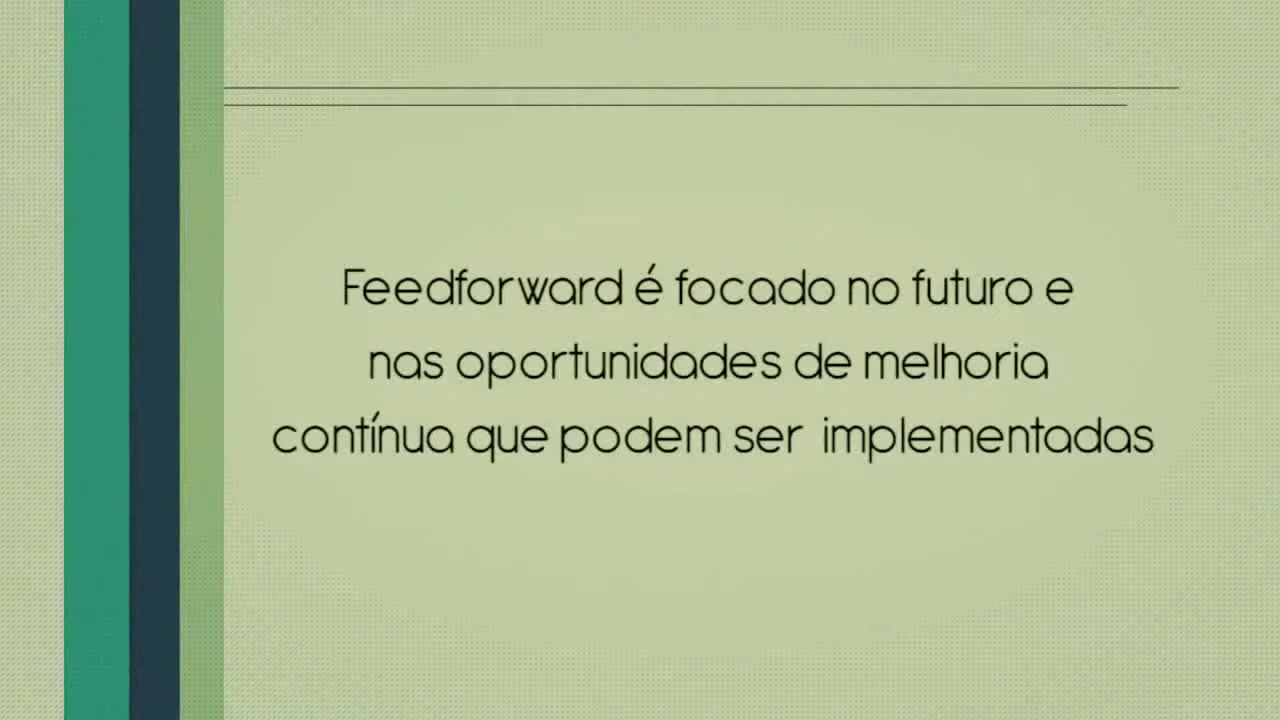 Feedforward é focado no futuro e
nas oportunidades de melhoria
contínua que podem ser implementadas